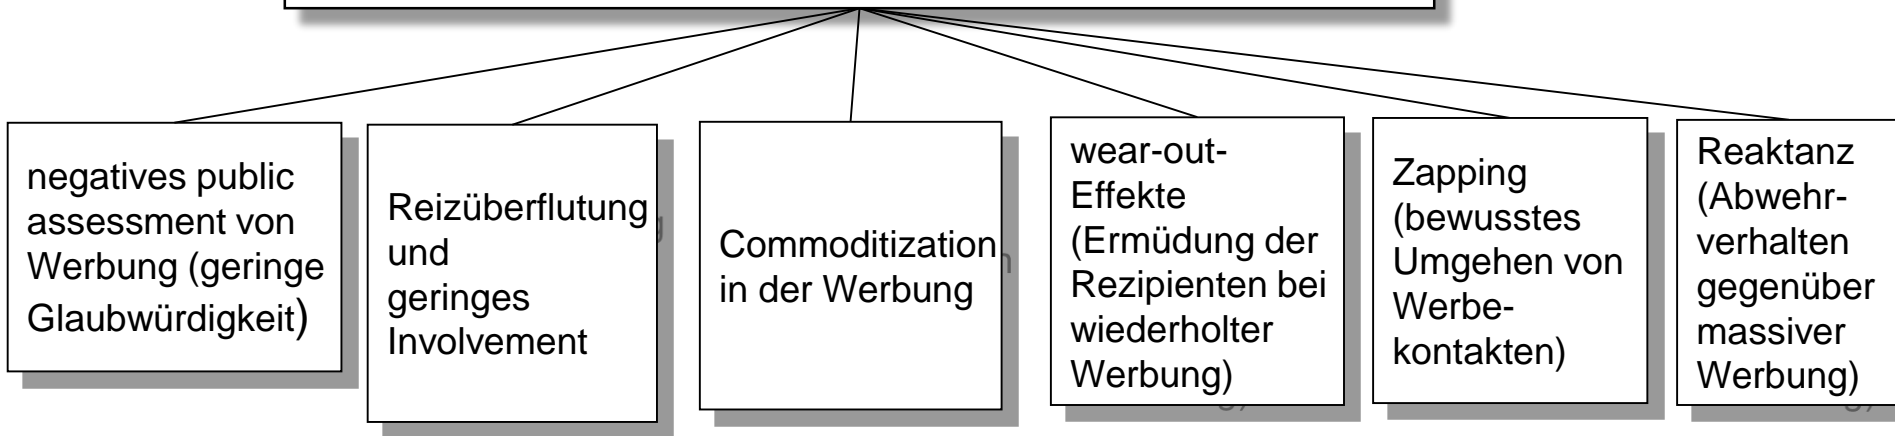 negatives public
assessment von
Werbung (geringe
Glaubwürdigkeit)
Reizüberflutung
und
geringes
Involvement
Commoditization
in der Werbung
wear-out-
Effekte
(Ermüdung der
Rezipienten bei
wiederholter
Werbung)
Zapping
(bewusstes
Umgehen von
Werbe-
kontakten)
Reaktanz
(Abwehr-
verhalten
gegenüber
massiver
Werbung)